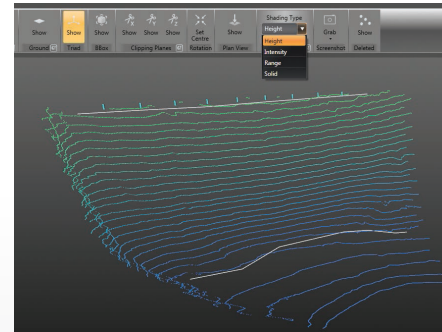 Shading Type
Show Show Show Show Show Show Set Centre Show Height Grab Show
Ground Triad BBox Clipping Planes Rotation Plan View Screenshot Deleted
Height
Intensity
Range
Solid